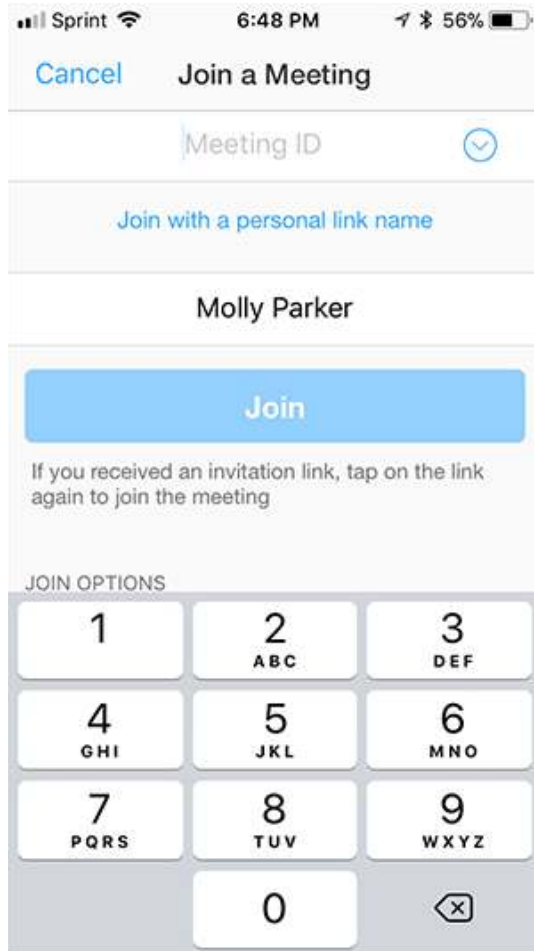 Sprint 6:48 PM 56%
Cancel Join a Meeting
Meeting ID
Join with a personal link name
Molly Parker
Join
If you received an invitation link, tap on the link
again to join the meeting
JOIN OPTIONS
1 2 3
ABC DEF
4 5 6
GHI JKL MNO
7 8 9
PQRS TUV WXYZ
0